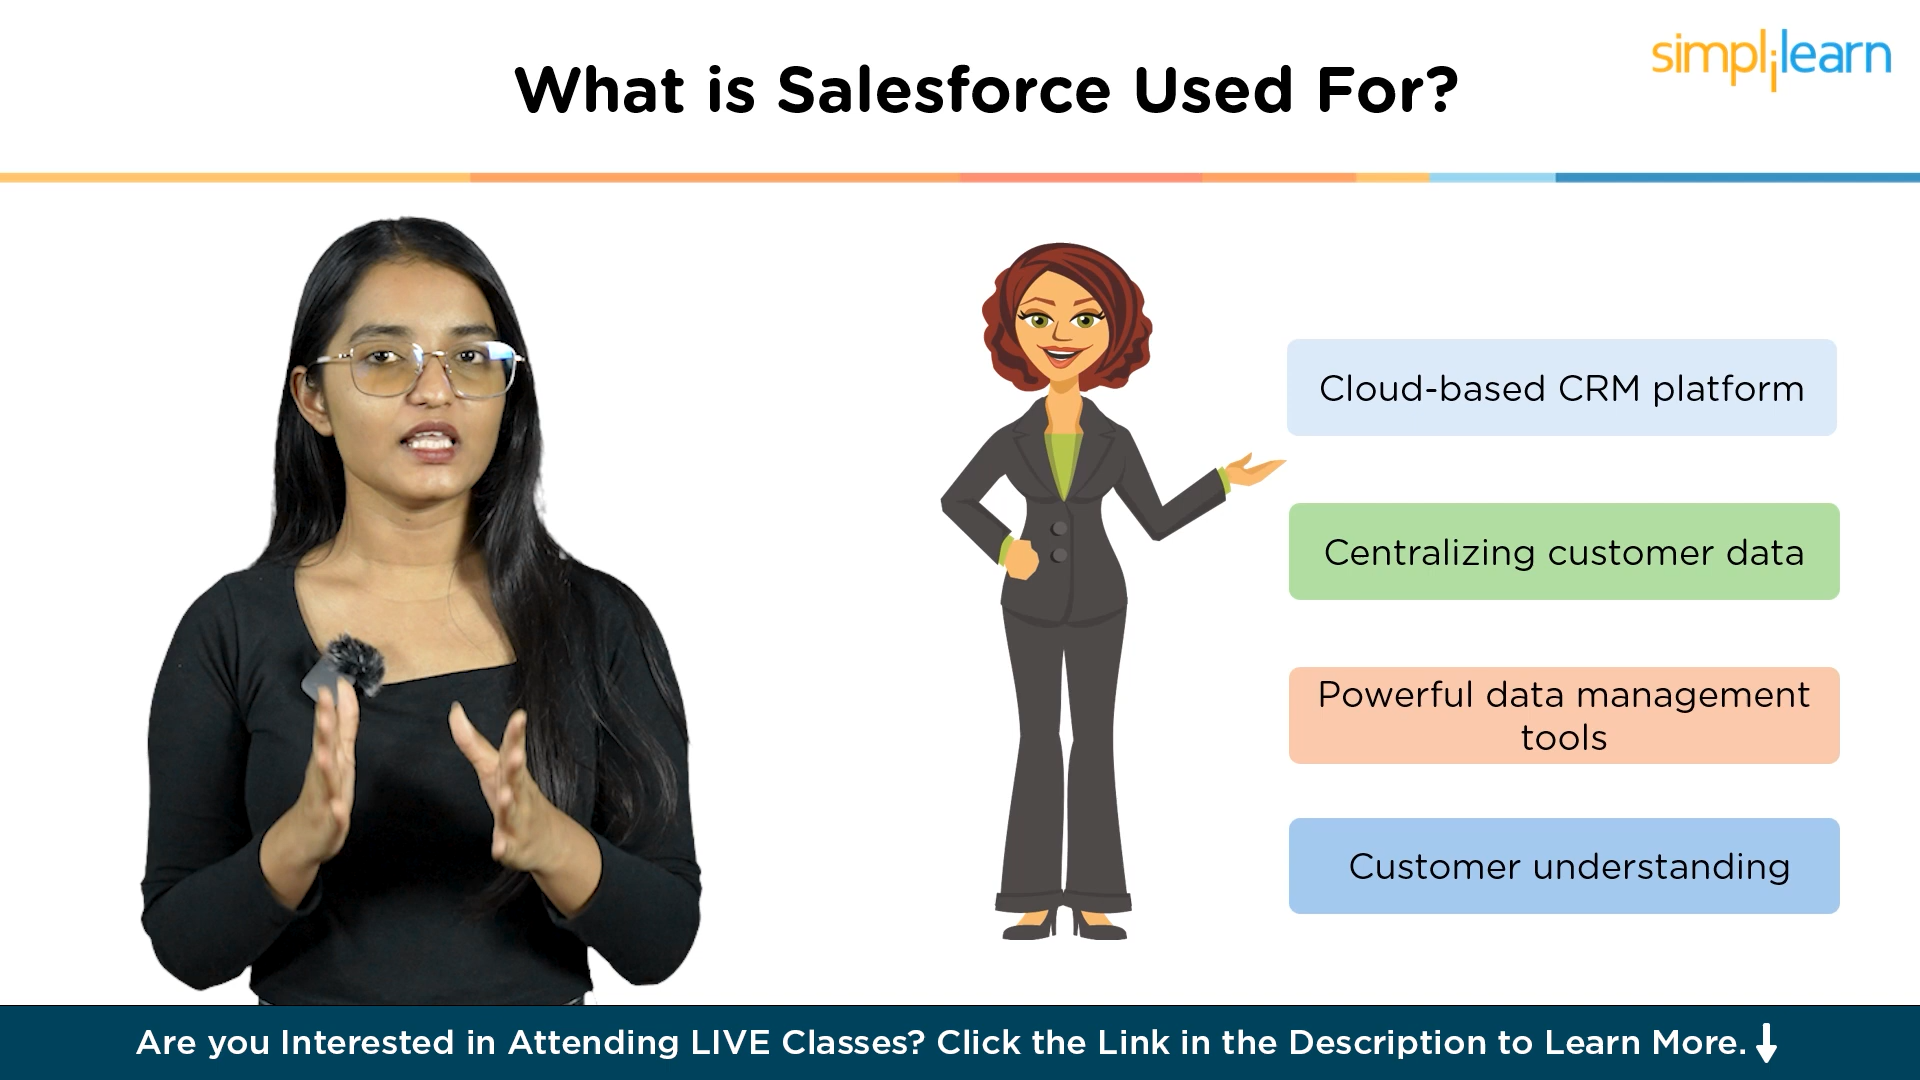 simplilearn
What is Salesforce Used For?
Cloud-based CRM platform
Centralizing customer data
Powerful data management
tools
Customer understanding
Are you Interested in Attending LIVE Classes? Click the Link in the Description to Learn More.